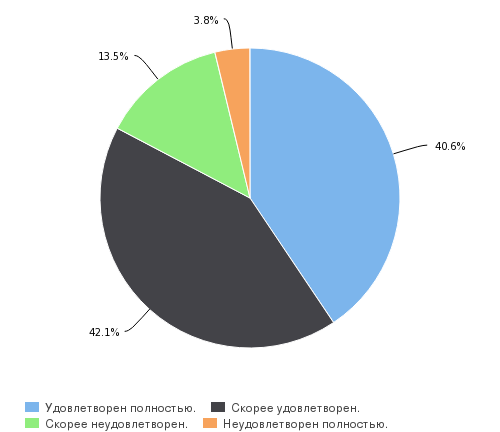 3.8%
13.5%
40.6%
42.1%
Удовлетворен полностью. Скорее удовлетворен.
Скорее неудовлетворен. Неудовлетворен полностью.